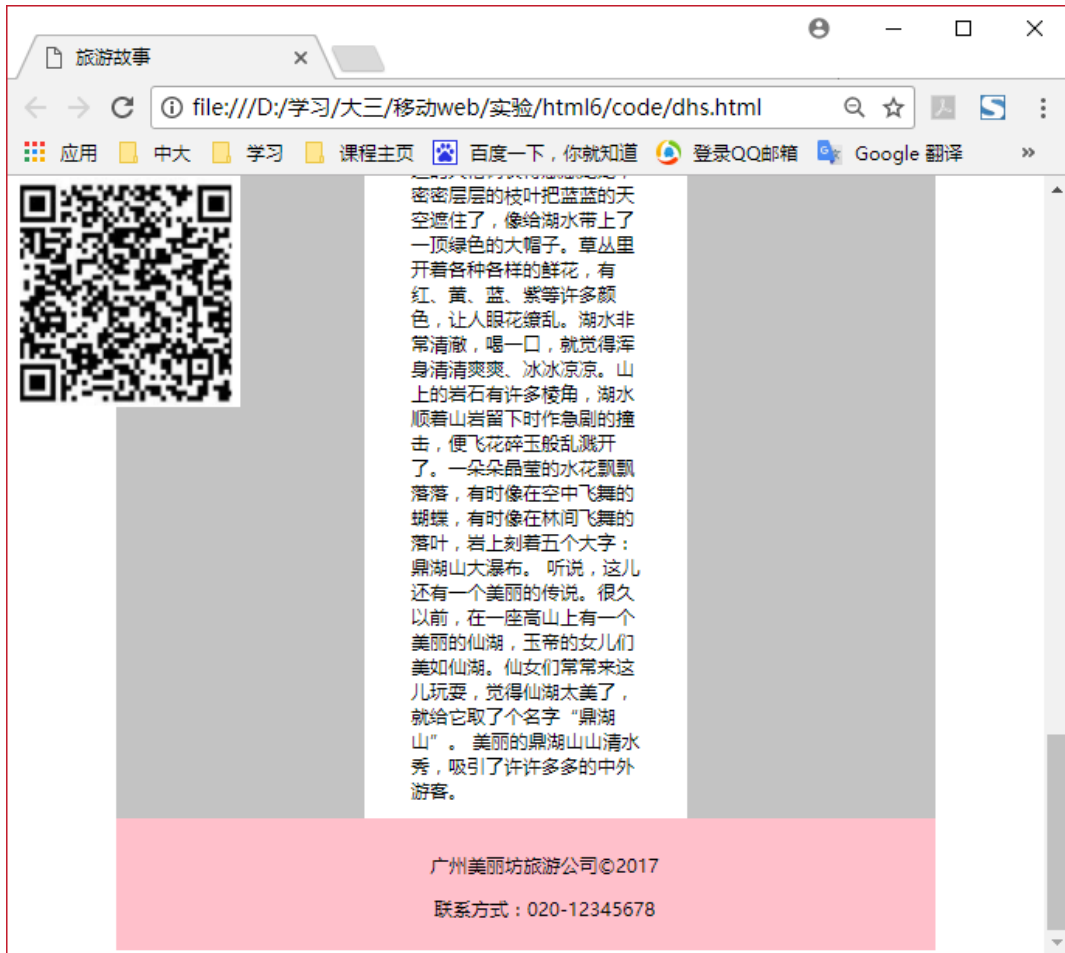 旅游故事
file:///D:/学习/大三/移动web/实验/html6/code/dhs.html
应用 中大 学习 课程主页 百度一下，你就知道 登录QQ邮箱 Google 翻译 »
密密层层的枝叶把蓝蓝的天
空遮住了，像给湖水带上了
一顶绿色的大帽子。草丛里
开着各种各样的鲜花，有
红、黄、蓝、紫等许多颜
色，让人眼花缭乱。湖水非
常清澈，喝一口，就觉得浑
身清清爽爽、冰冰凉凉。山
上的岩石有许多棱角，湖水
顺着山岩留下时作急剧的撞
击，便飞花碎玉般乱溅开
了。一朵朵晶莹的水花飘飘
落落，有时像在空中飞舞的
蝴蝶，有时像在林间飞舞的
落叶，岩上刻着五个大字：
鼎湖山大瀑布。 听说，这儿
还有一个美丽的传说。很久
以前，在一座高山上有一个
美丽的仙湖，玉帝的女儿们
美如仙湖。仙女们常常来这
儿玩耍，觉得仙湖太美了，
就给它取了个名字“鼎湖
山”。 美丽的鼎湖山山清水
秀，吸引了许许多多的中外
游客。
广州美丽坊旅游公司©2017
联系方式：020-12345678